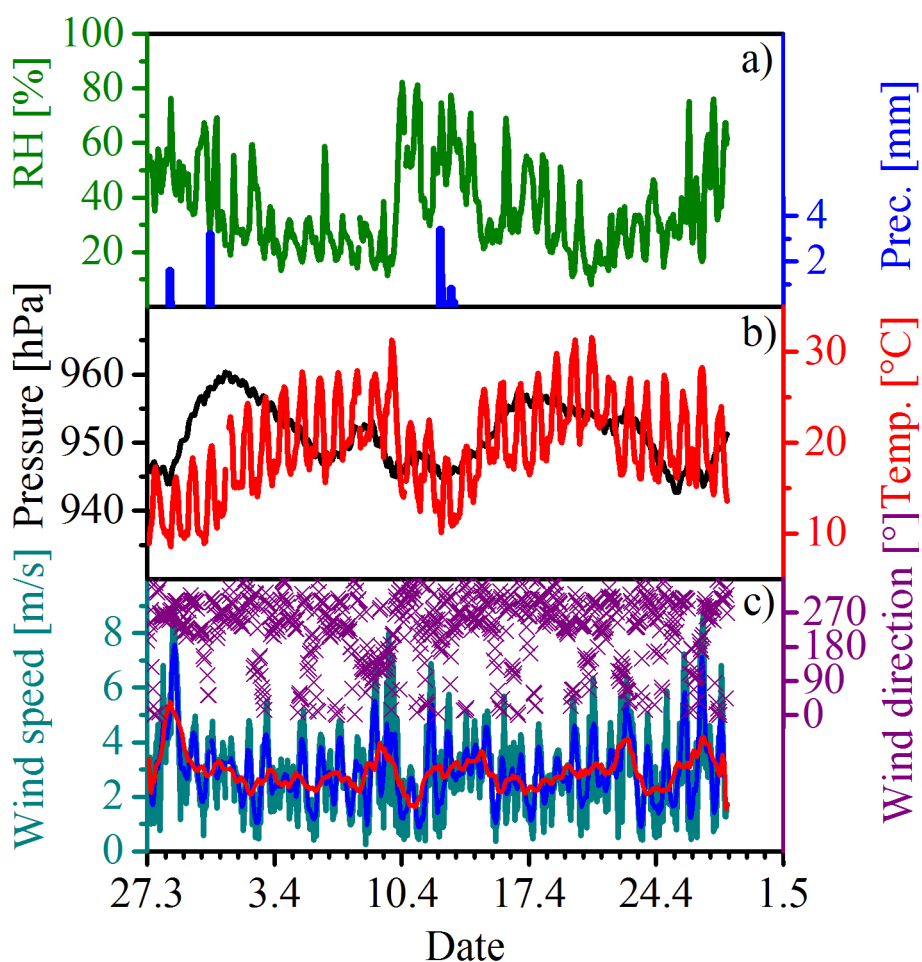 100
80
60
40
20
RH [%]
a)
4
2
Prec. [mm]
960
950
940
Pressure [hPa]
b)
30
20
10
Temp. [°C]
8
6
4
2
0
Wind speed [m/s]
c)
270
180
90
0
Wind direction [°]
27.3 3.4 10.4 17.4 24.4 1.5
Date